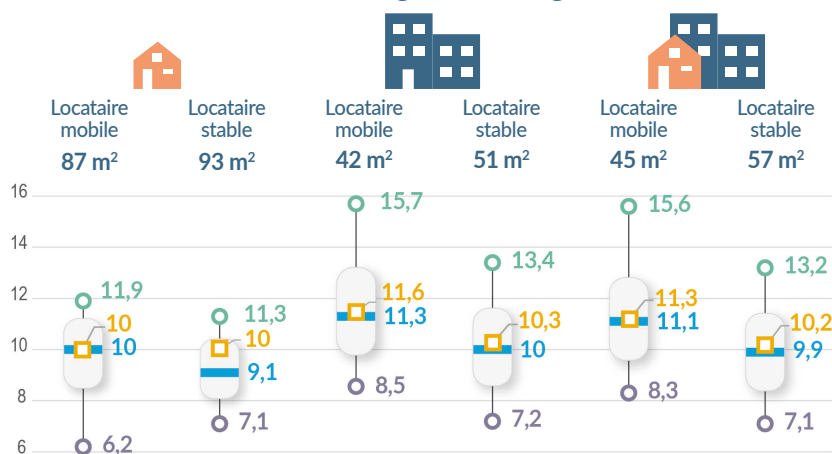 Locataire mobile
87 m²
Locataire stable
93 m²
Locataire mobile
42 m²
Locataire stable
51 m²
Locataire mobile
45 m²
Locataire stable
57 m²
16
14
12
10
8
6
11,9
10
10
6,2
11,3
10
9,1
7,1
15,7
11,6
11,3
8,5
13,4
10,3
10
7,2
15,6
11,3
11,1
8,3
13,2
10,2
9,9
7,1